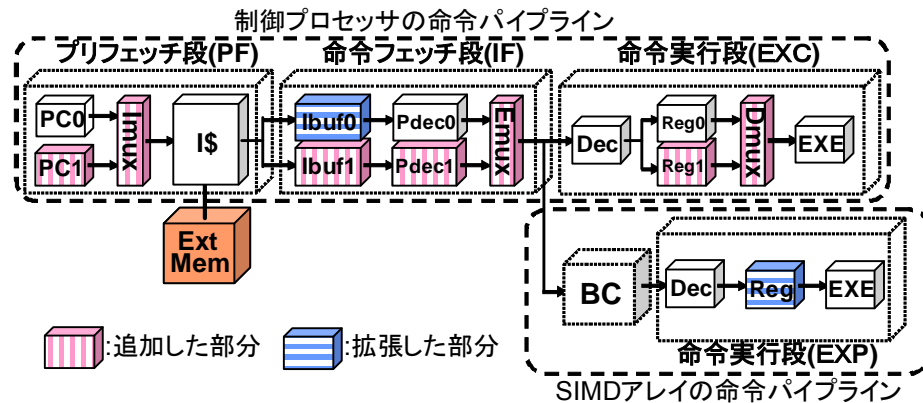 制御プロセッサの命令パイプライン
プリフェッチ段(PF)
命令フェッチ段(IF)
命令実行段(EXC)
PC0
PC1
Imux
I$
Ext
Mem
Ibuf0
Pdec0
Ibuf1
Pdec1
Emux
Dec
Reg0
Reg1
Dmux
EXE
BC
Dec
Reg
EXE
命令実行段(EXP)
:追加した部分
:拡張した部分
SIMDアレイの命令パイプライン